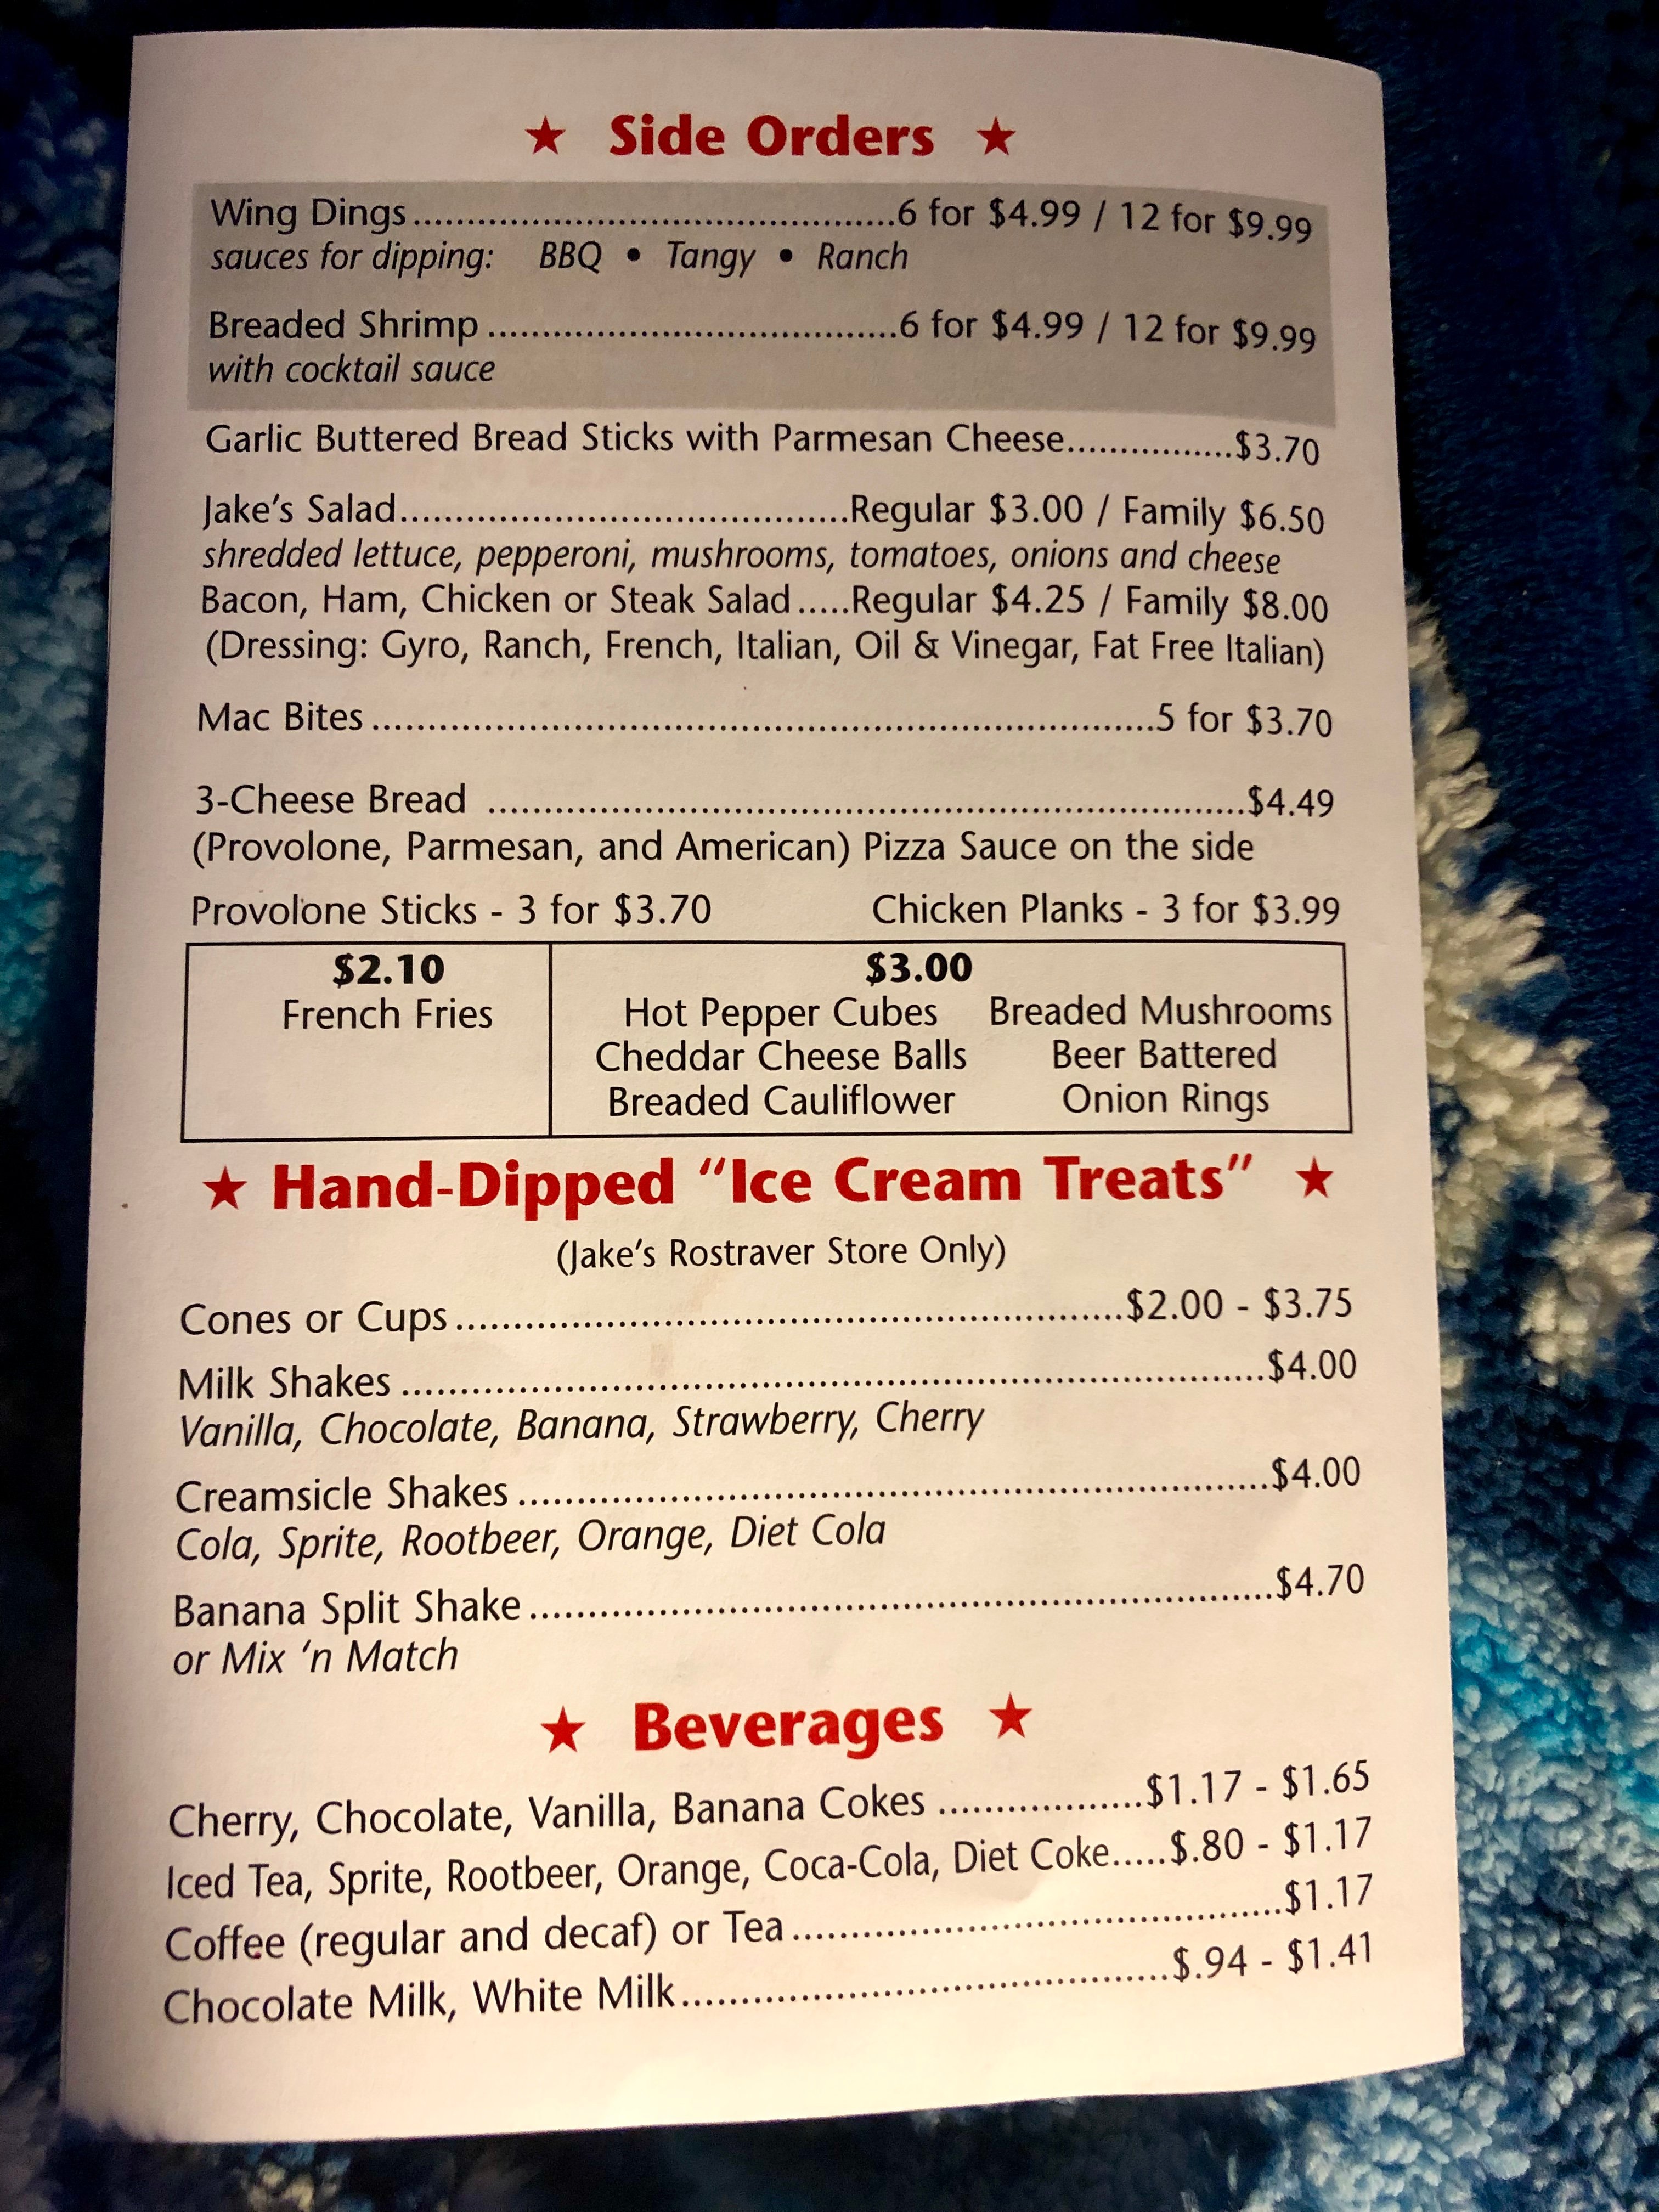 ★ Side Orders ★
Wing Dings............................................6 for $4.99 / 12 for $9.99
sauces for dipping: BBQ • Tangy • Ranch
Breaded Shrimp.....................................6 for $4.99 / 12 for $9.99
with cocktail sauce
Garlic Buttered Bread Sticks with Parmesan Cheese...............$3.70
Jake's Salad.........................................Regular $3.00 / Family $6.50
shredded lettuce, pepperoni, mushrooms, tomatoes, onions and cheese
Bacon, Ham, Chicken or Steak Salad.....Regular $4.25 / Family $8.00
(Dressing: Gyro, Ranch, French, Italian, Oil & Vinegar, Fat Free Italian)
Mac Bites.......................................................................5 for $3.70
3-Cheese Bread .....................................................................$4.49
(Provolone, Parmesan, and American) Pizza Sauce on the side
Provolone Sticks - 3 for $3.70 Chicken Planks - 3 for $3.99
$2.10 $3.00
French Fries Hot Pepper Cubes Breaded Mushrooms
Cheddar Cheese Balls Beer Battered
Breaded Cauliflower Onion Rings
★ Hand-Dipped "Ice Cream Treats" ★
(Jake's Rostraver Store Only)
Cones or Cups............................................................$2.00 - $3.75
Milk Shakes..............................................................................$4.00
Vanilla, Chocolate, Banana, Strawberry, Cherry
Creamsicle Shakes....................................................................$4.00
Cola, Sprite, Rootbeer, Orange, Diet Cola
Banana Split Shake...................................................................$4.70
or Mix 'n Match
★ Beverages ★
Cherry, Chocolate, Vanilla, Banana Cokes ..................$1.17 - $1.65
Iced Tea, Sprite, Rootbeer, Orange, Coca-Cola, Diet Coke.....$.80 - $1.17
Coffee (regular and decaf) or Tea.............................................$1.17
Chocolate Milk, White Milk............................................$.94 - $1.41